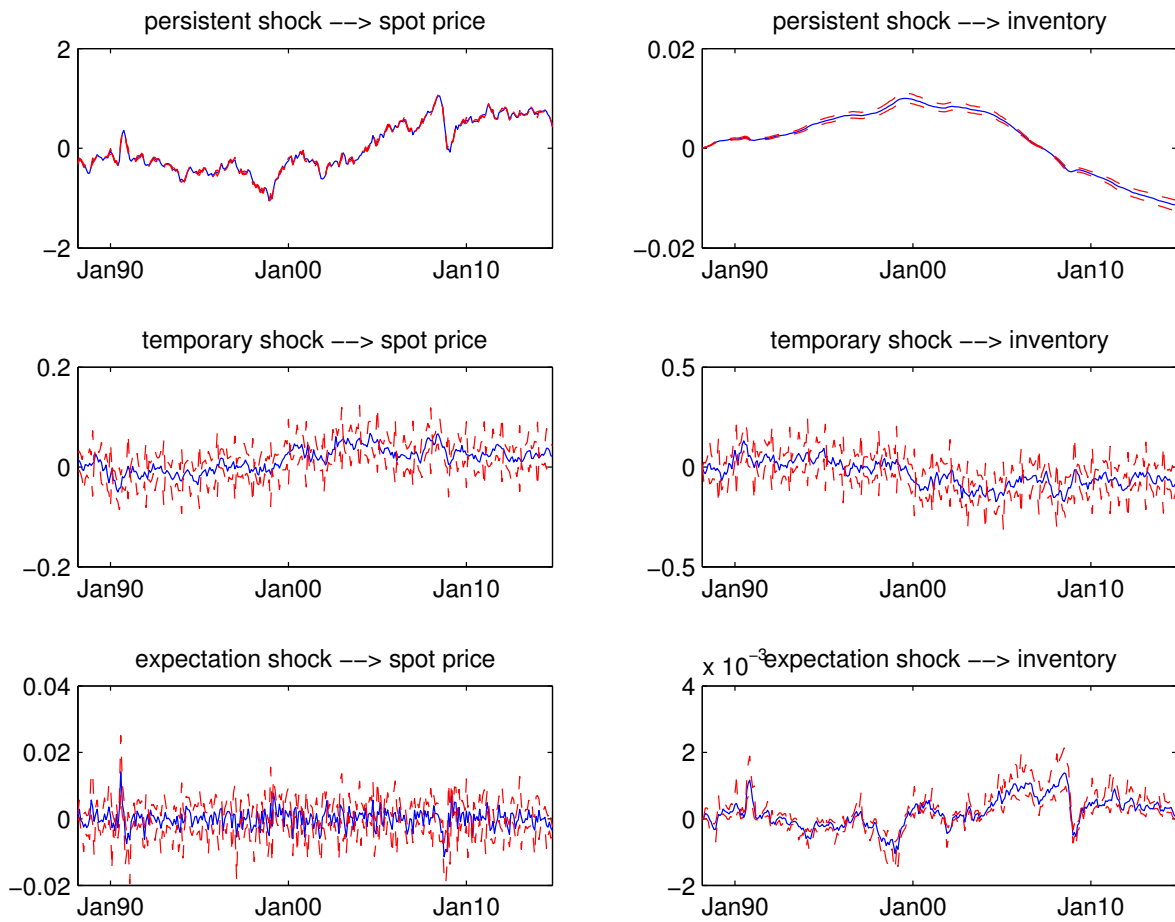 persistent shock −−> spot price
persistent shock −−> inventory
2
0
−2
Jan90 Jan00 Jan10
0.02
0
−0.02
Jan90 Jan00 Jan10
temporary shock −−> spot price
temporary shock −−> inventory
0.2
0
−0.2
Jan90 Jan00 Jan10
0.5
0
−0.5
Jan90 Jan00 Jan10
expectation shock −−> spot price
x 10⁻³
expectation shock −−> inventory
0.04
0.02
0
−0.02
Jan90 Jan00 Jan10
4
2
0
−2
Jan90 Jan00 Jan10